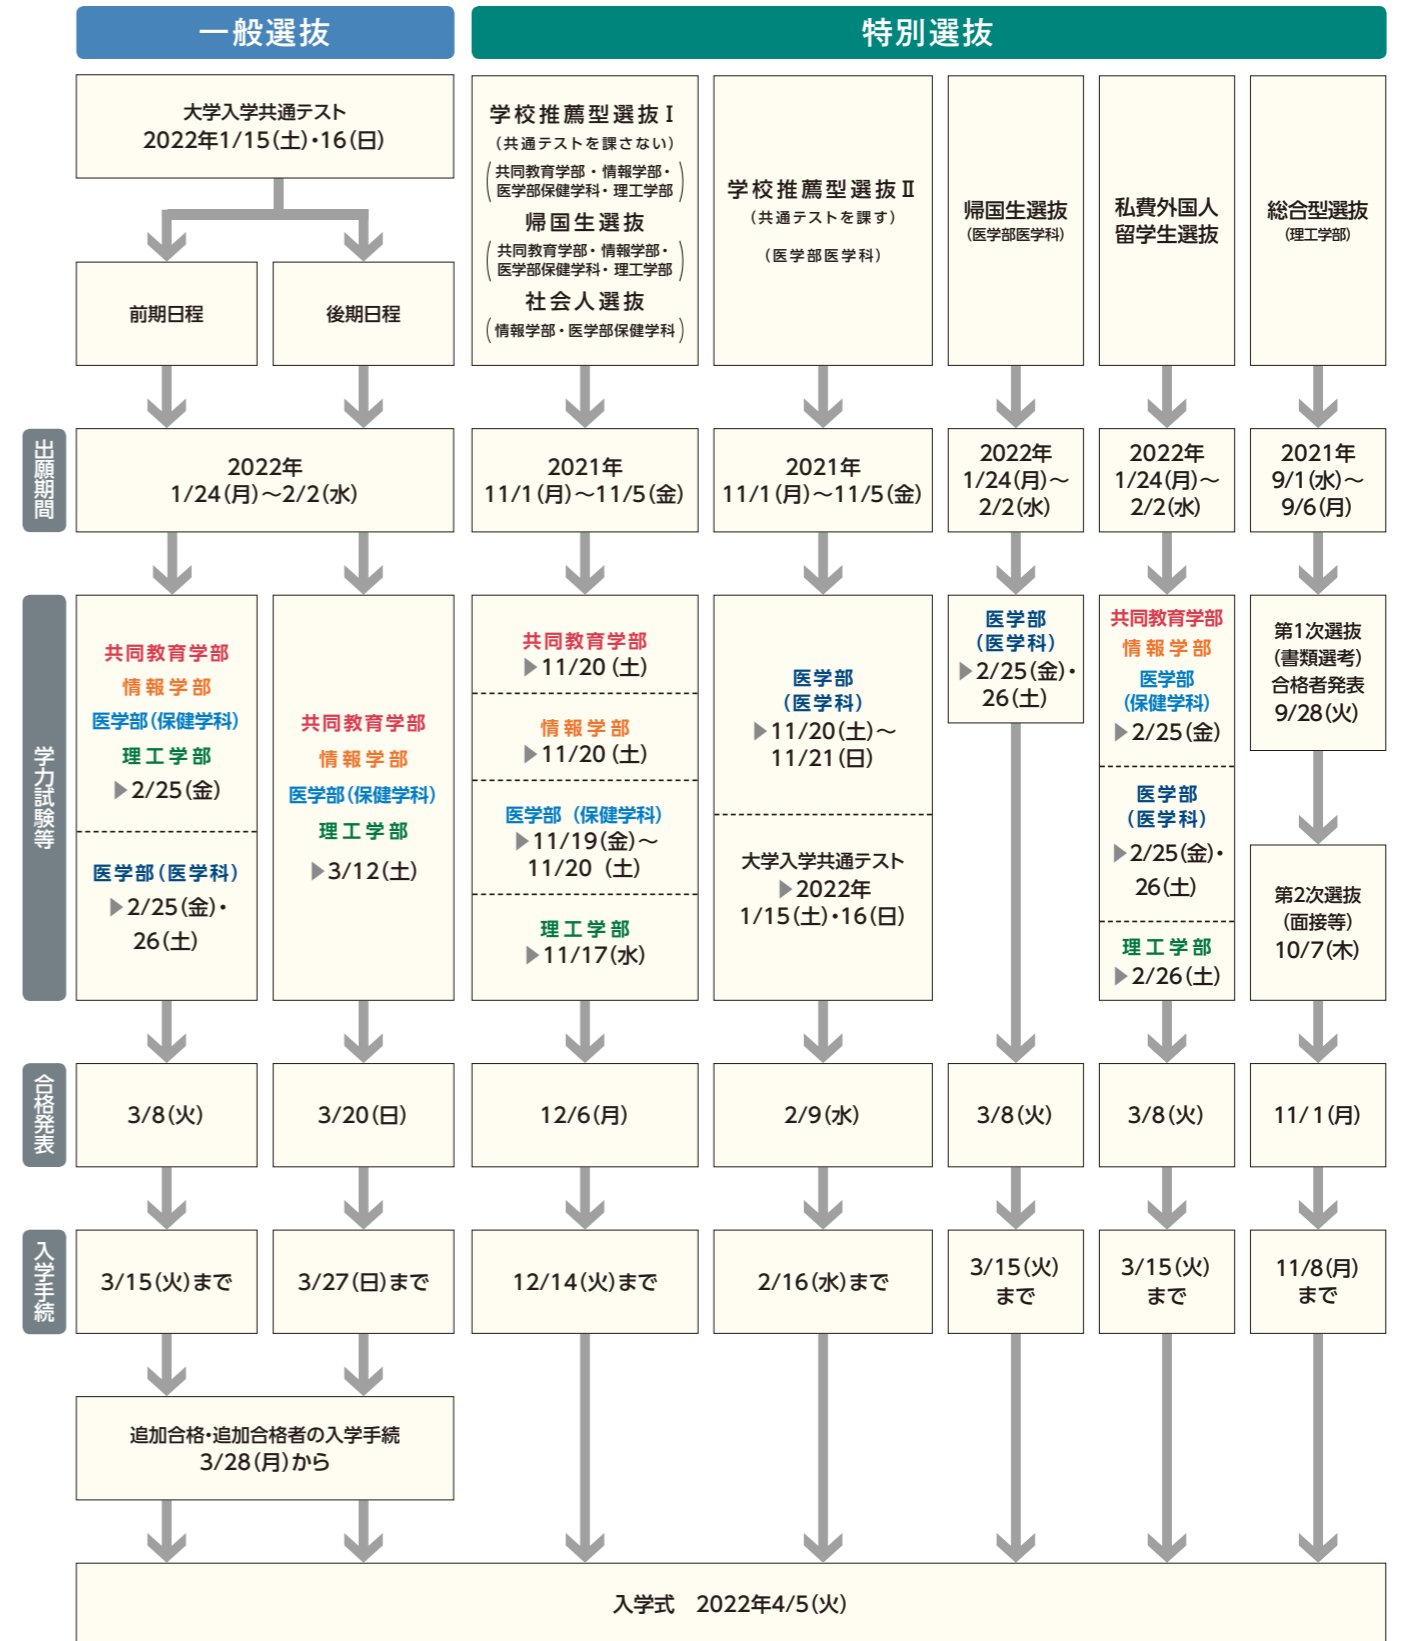 一般選抜
特別選抜
大学入学共通テスト
2022年1/15(土)・16(日)
前期日程
後期日程
学校推薦型選抜Ⅰ
(共通テストを課さない)
(共同教育学部・情報学部・
医学部保健学科・理工学部)
帰国生選抜
(共同教育学部・情報学部・
医学部保健学科・理工学部)
社会人選抜
(情報学部・医学部保健学科)
学校推薦型選抜Ⅱ
(共通テストを課す)
(医学部医学科)
帰国生選抜
(医学部医学科)
私費外国人
留学生選抜
総合型選抜
(理工学部)
出願期間
2022年
1/24(月)～2/2(水)
2021年
11/1(月)～11/5(金)
2021年
11/1(月)～11/5(金)
2022年
1/24(月)～
2/2(水)
2022年
1/24(月)～
2/2(水)
2021年
9/1(水)～
9/6(月)
学力試験等
共同教育学部
情報学部
医学部(保健学科)
理工学部
▶2/25(金)
医学部(医学科)
▶2/25(金)・
26(土)
共同教育学部
情報学部
医学部(保健学科)
理工学部
▶3/12(土)
共同教育学部
▶11/20(土)
情報学部
▶11/20(土)
医学部(保健学科)
▶11/19(金)～
11/20(土)
理工学部
▶11/17(水)
医学部
(医学科)
▶11/20(土)～
11/21(日)
大学入学共通テスト
▶2022年
1/15(土)・16(日)
医学部
(医学科)
▶2/25(金)・
26(土)
共同教育学部
情報学部
医学部
(保健学科)
▶2/25(金)
医学部
(医学科)
▶2/25(金)・
26(土)
理工学部
▶2/26(土)
第1次選抜
(書類選考)
合格者発表
9/28(火)
第2次選抜
(面接等)
10/7(木)
合格発表
3/8(火)
3/20(日)
12/6(月)
2/9(水)
3/8(火)
3/8(火)
11/1(月)
入学手続
3/15(火)まで
3/27(日)まで
12/14(火)まで
2/16(水)まで
3/15(火)
まで
3/15(火)
まで
11/8(月)
まで
追加合格・追加合格者の入学手続
3/28(月)から
入学式 2022年4/5(火)